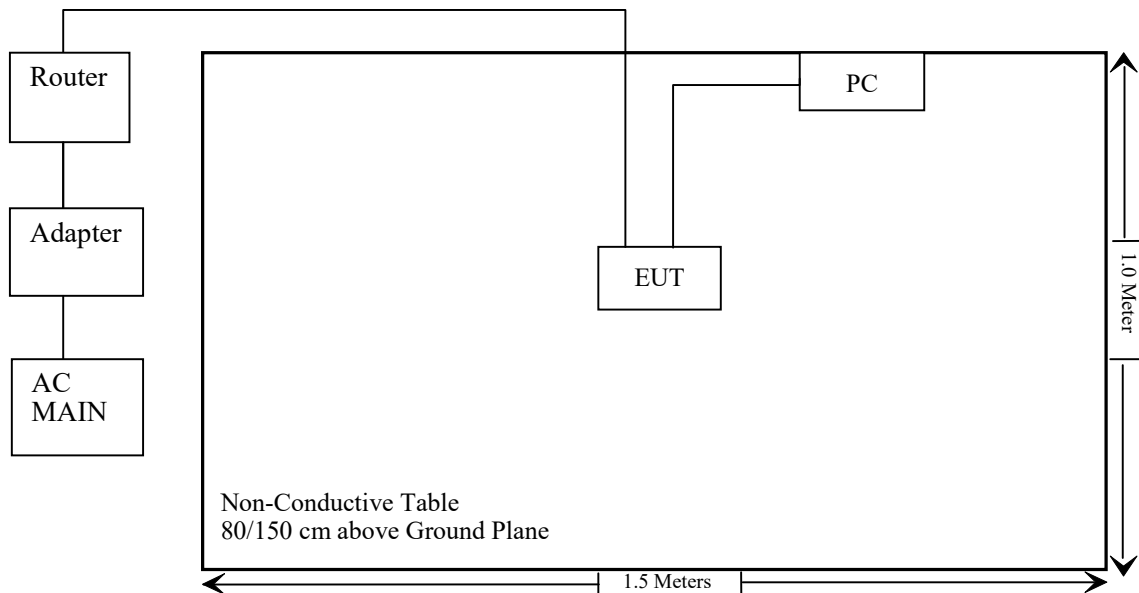 Router
PC
Adapter
EUT
1.0 Meter
AC
MAIN
Non-Conductive Table
80/150 cm above Ground Plane
1.5 Meters